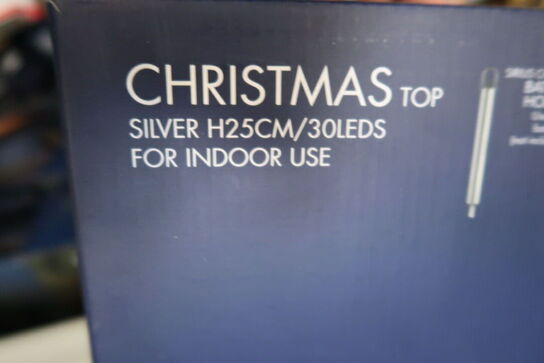 CHRISTMAS TOP
SILVER H25CM/30LEDS
FOR INDOOR USE